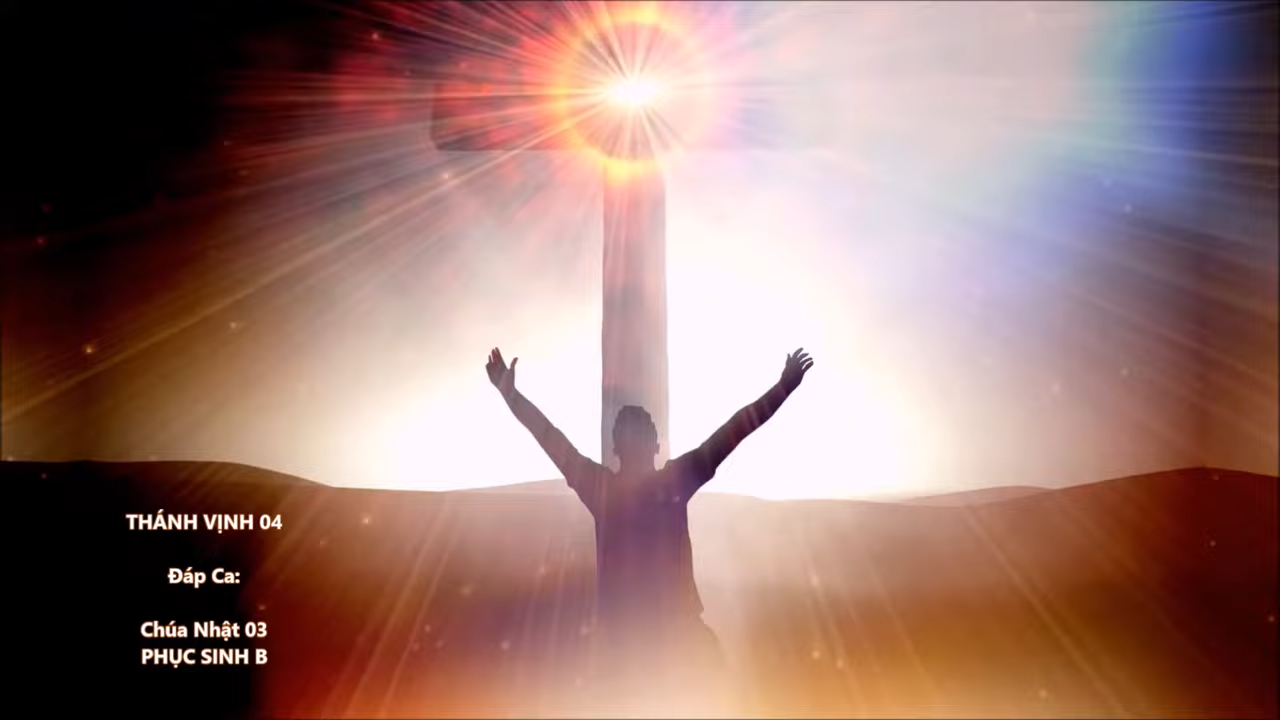 THÁNH VỊNH 04
Đáp Ca:
Chúa Nhật 03
PHỤC SINH B